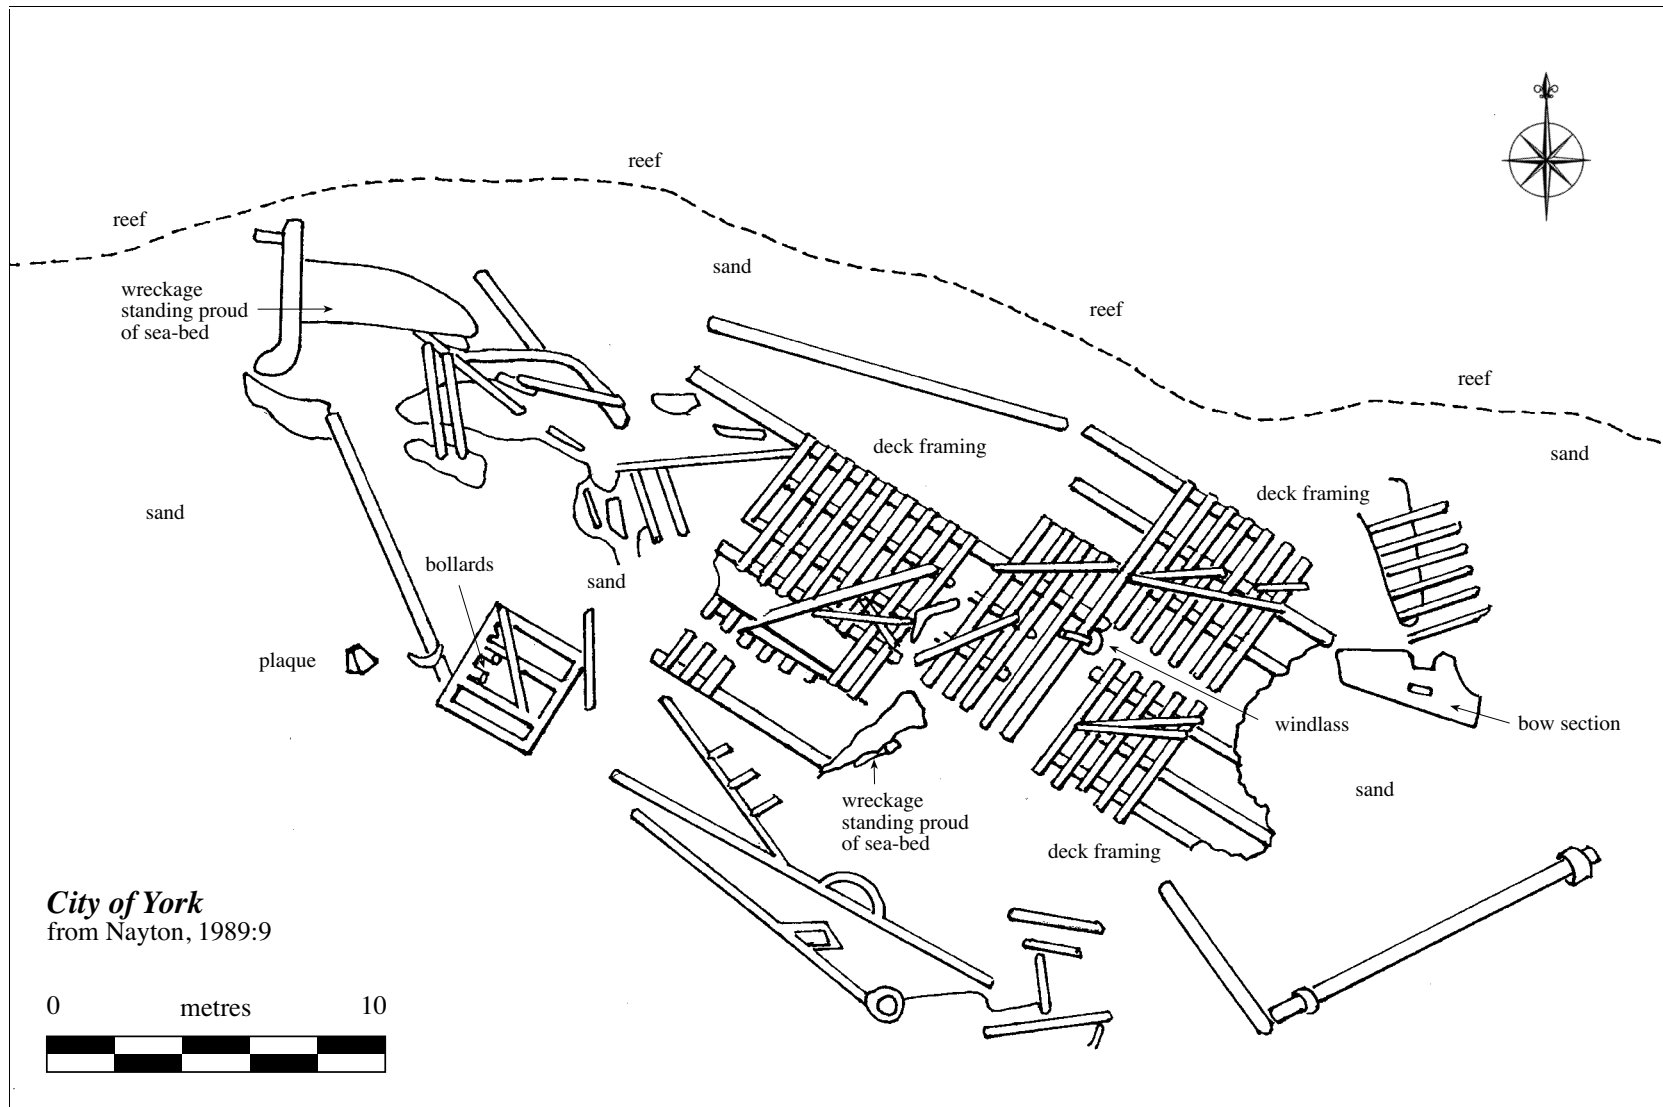 reef
reef
sand
wreckage
standing proud
of sea-bed
reef
reef
deck framing
sand
deck framing
sand
bollards
sand
plaque
windlass
bow section
sand
wreckage
standing proud
of sea-bed
deck framing
City of York
from Nayton, 1989:9
0 metres 10